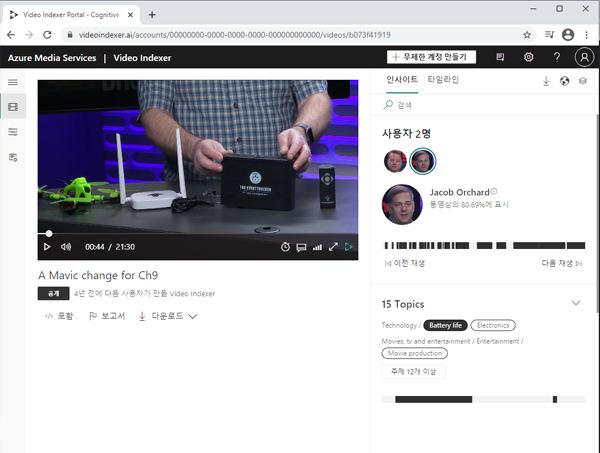 Video Indexer Portal - Cognitive
videoindexer.ai/accounts/00000000-0000-0000-0000-000000000000/videos/b073f41919
Azure Media Services | Video Indexer
+ 무제한 계정 만들기
인사이트 타임라인
검색
사용자 2명
Jacob Orchard
동영상의 80.69%에 표시
이전 재생 다음 재생
00:44 / 21:30
A Mavic change for Ch9
공개 4년 전에 다음 사용자가 만듦 Video Indexer
포함 보고서 다운로드
15 Topics
Technology / Battery life Electronics
Movies, tv and entertainment / Entertainment /
Movie production
주제 12개 이상